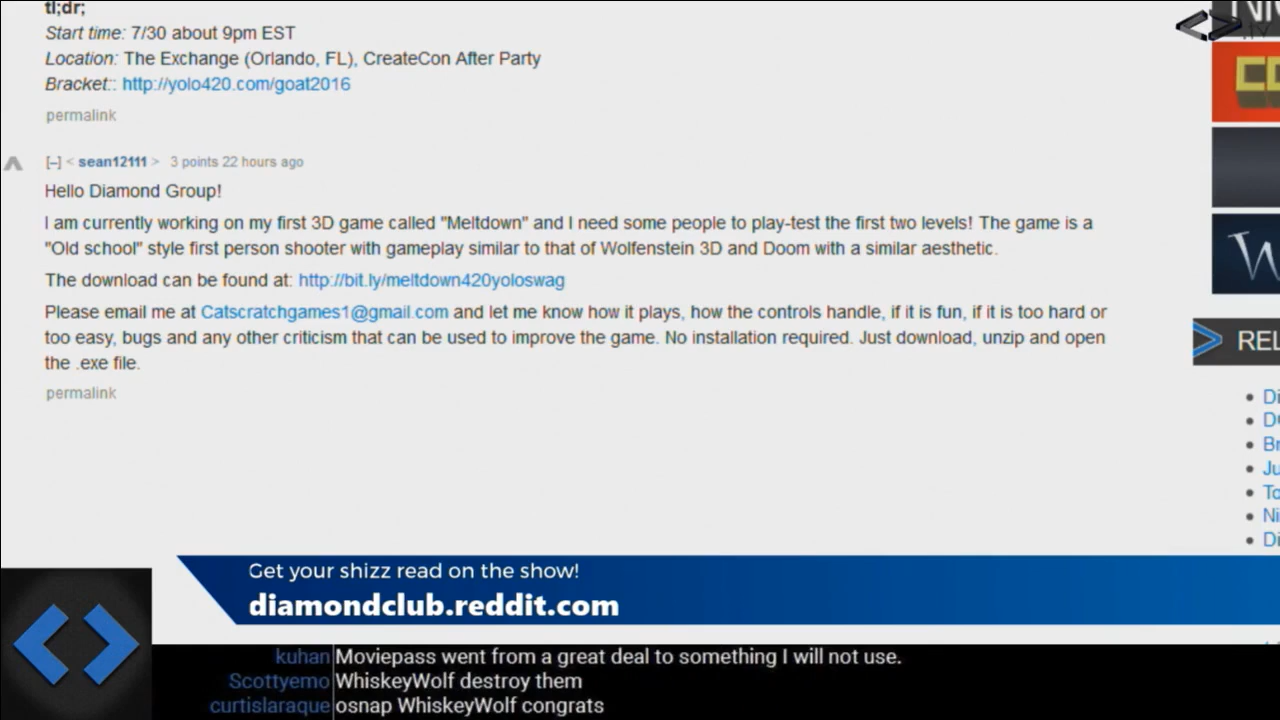 tl;dr;
Start time: 7/30 about 9pm EST
Location: The Exchange (Orlando, FL), CreateCon After Party
Bracket:: http://yolo420.com/goat2016
permalink
[–] < sean12111 > 3 points 22 hours ago
Hello Diamond Group!
I am currently working on my first 3D game called "Meltdown" and I need some people to play-test the first two levels! The game is a
"Old school" style first person shooter with gameplay similar to that of Wolfenstein 3D and Doom with a similar aesthetic.
The download can be found at: http://bit.ly/meltdown420yoloswag
Please email me at Catscratchgames1@gmail.com and let me know how it plays, how the controls handle, if it is fun, if it is too hard or
too easy, bugs and any other criticism that can be used to improve the game. No installation required. Just download, unzip and open
the .exe file.
permalink
REL
Di
Br
Ju
To
Ni
Di
Get your shizz read on the show!
diamondclub.reddit.com
kuhan Moviepass went from a great deal to something I will not use.
Scottyemo WhiskeyWolf destroy them
curtislaraque osnap WhiskeyWolf congrats